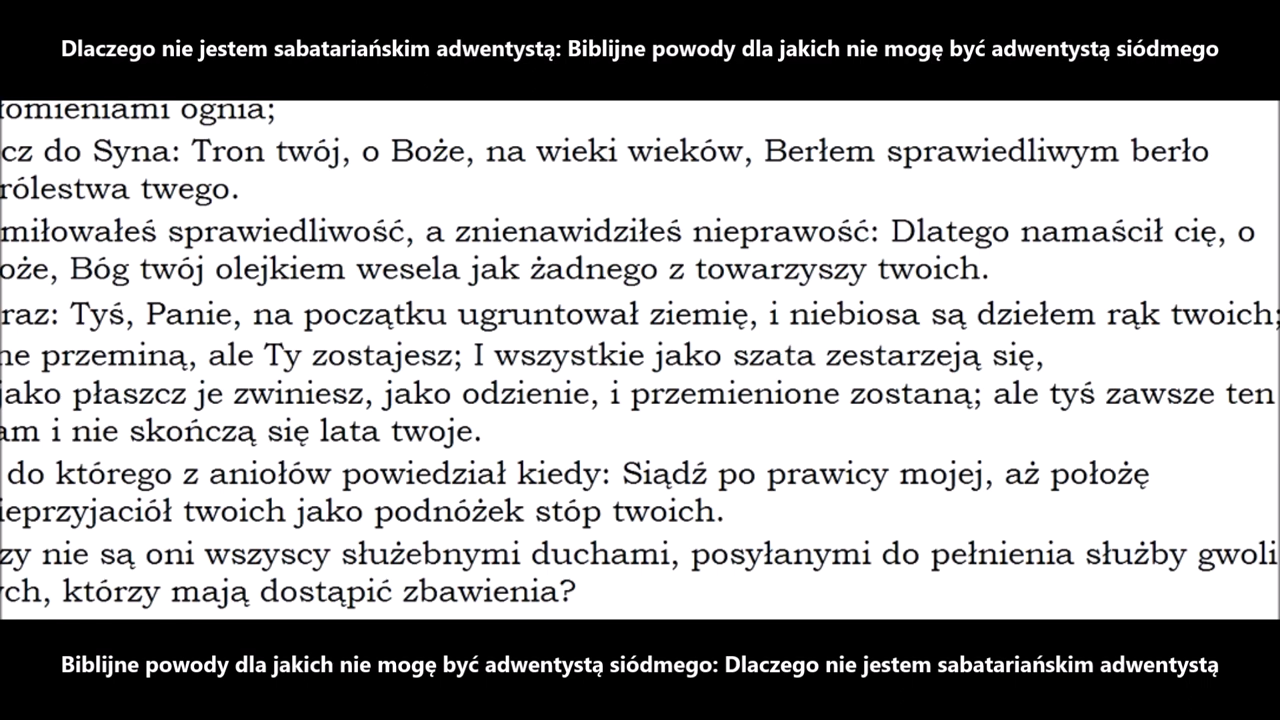 Dlaczego nie jestem sabatariańskim adwentystą: Biblijne powody dla jakich nie mogę być adwentystą siódmego
łomieniami ognia;
cz do Syna: Tron twój, o Boże, na wieki wieków, Berłem sprawiedliwym berło
rólestwa twego.
miłowałeś sprawiedliwość, a znienawidziłeś nieprawość: Dlatego namaścił cię, o
oże, Bóg twój olejkiem wesela jak żadnego z towarzyszy twoich.
raz: Tyś, Panie, na początku ugruntował ziemię, i niebiosa są dziełem rąk twoich;
ne przeminą, ale Ty zostajesz; I wszystkie jako szata zestarzeją się,
jako płaszcz je zwiniesz, jako odzienie, i przemienione zostaną; ale tyś zawsze ten
am i nie skończą się lata twoje.
do którego z aniołów powiedział kiedy: Siądź po prawicy mojej, aż położę
ieprzyjaciół twoich jako podnóżek stóp twoich.
zy nie są oni wszyscy służebnymi duchami, posyłanymi do pełnienia służby gwoli
ych, którzy mają dostąpić zbawienia?
Biblijne powody dla jakich nie mogę być adwentystą siódmego: Dlaczego nie jestem sabatariańskim adwentystą